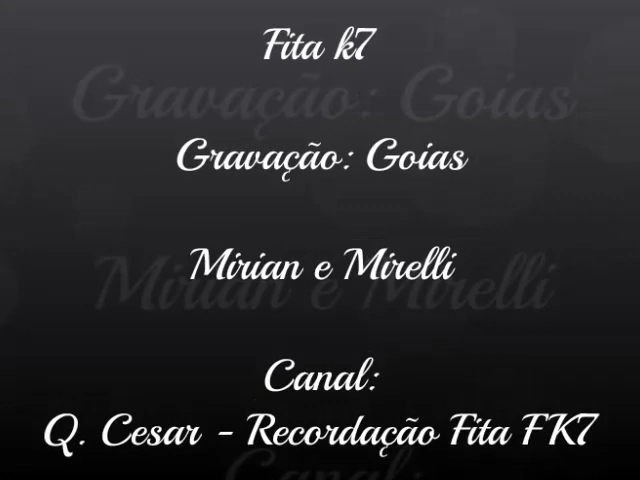 Fita k7
Gravação: Goias
Mirian e Mirelli
Canal:
Q. Cesar - Recordação Fita FK7